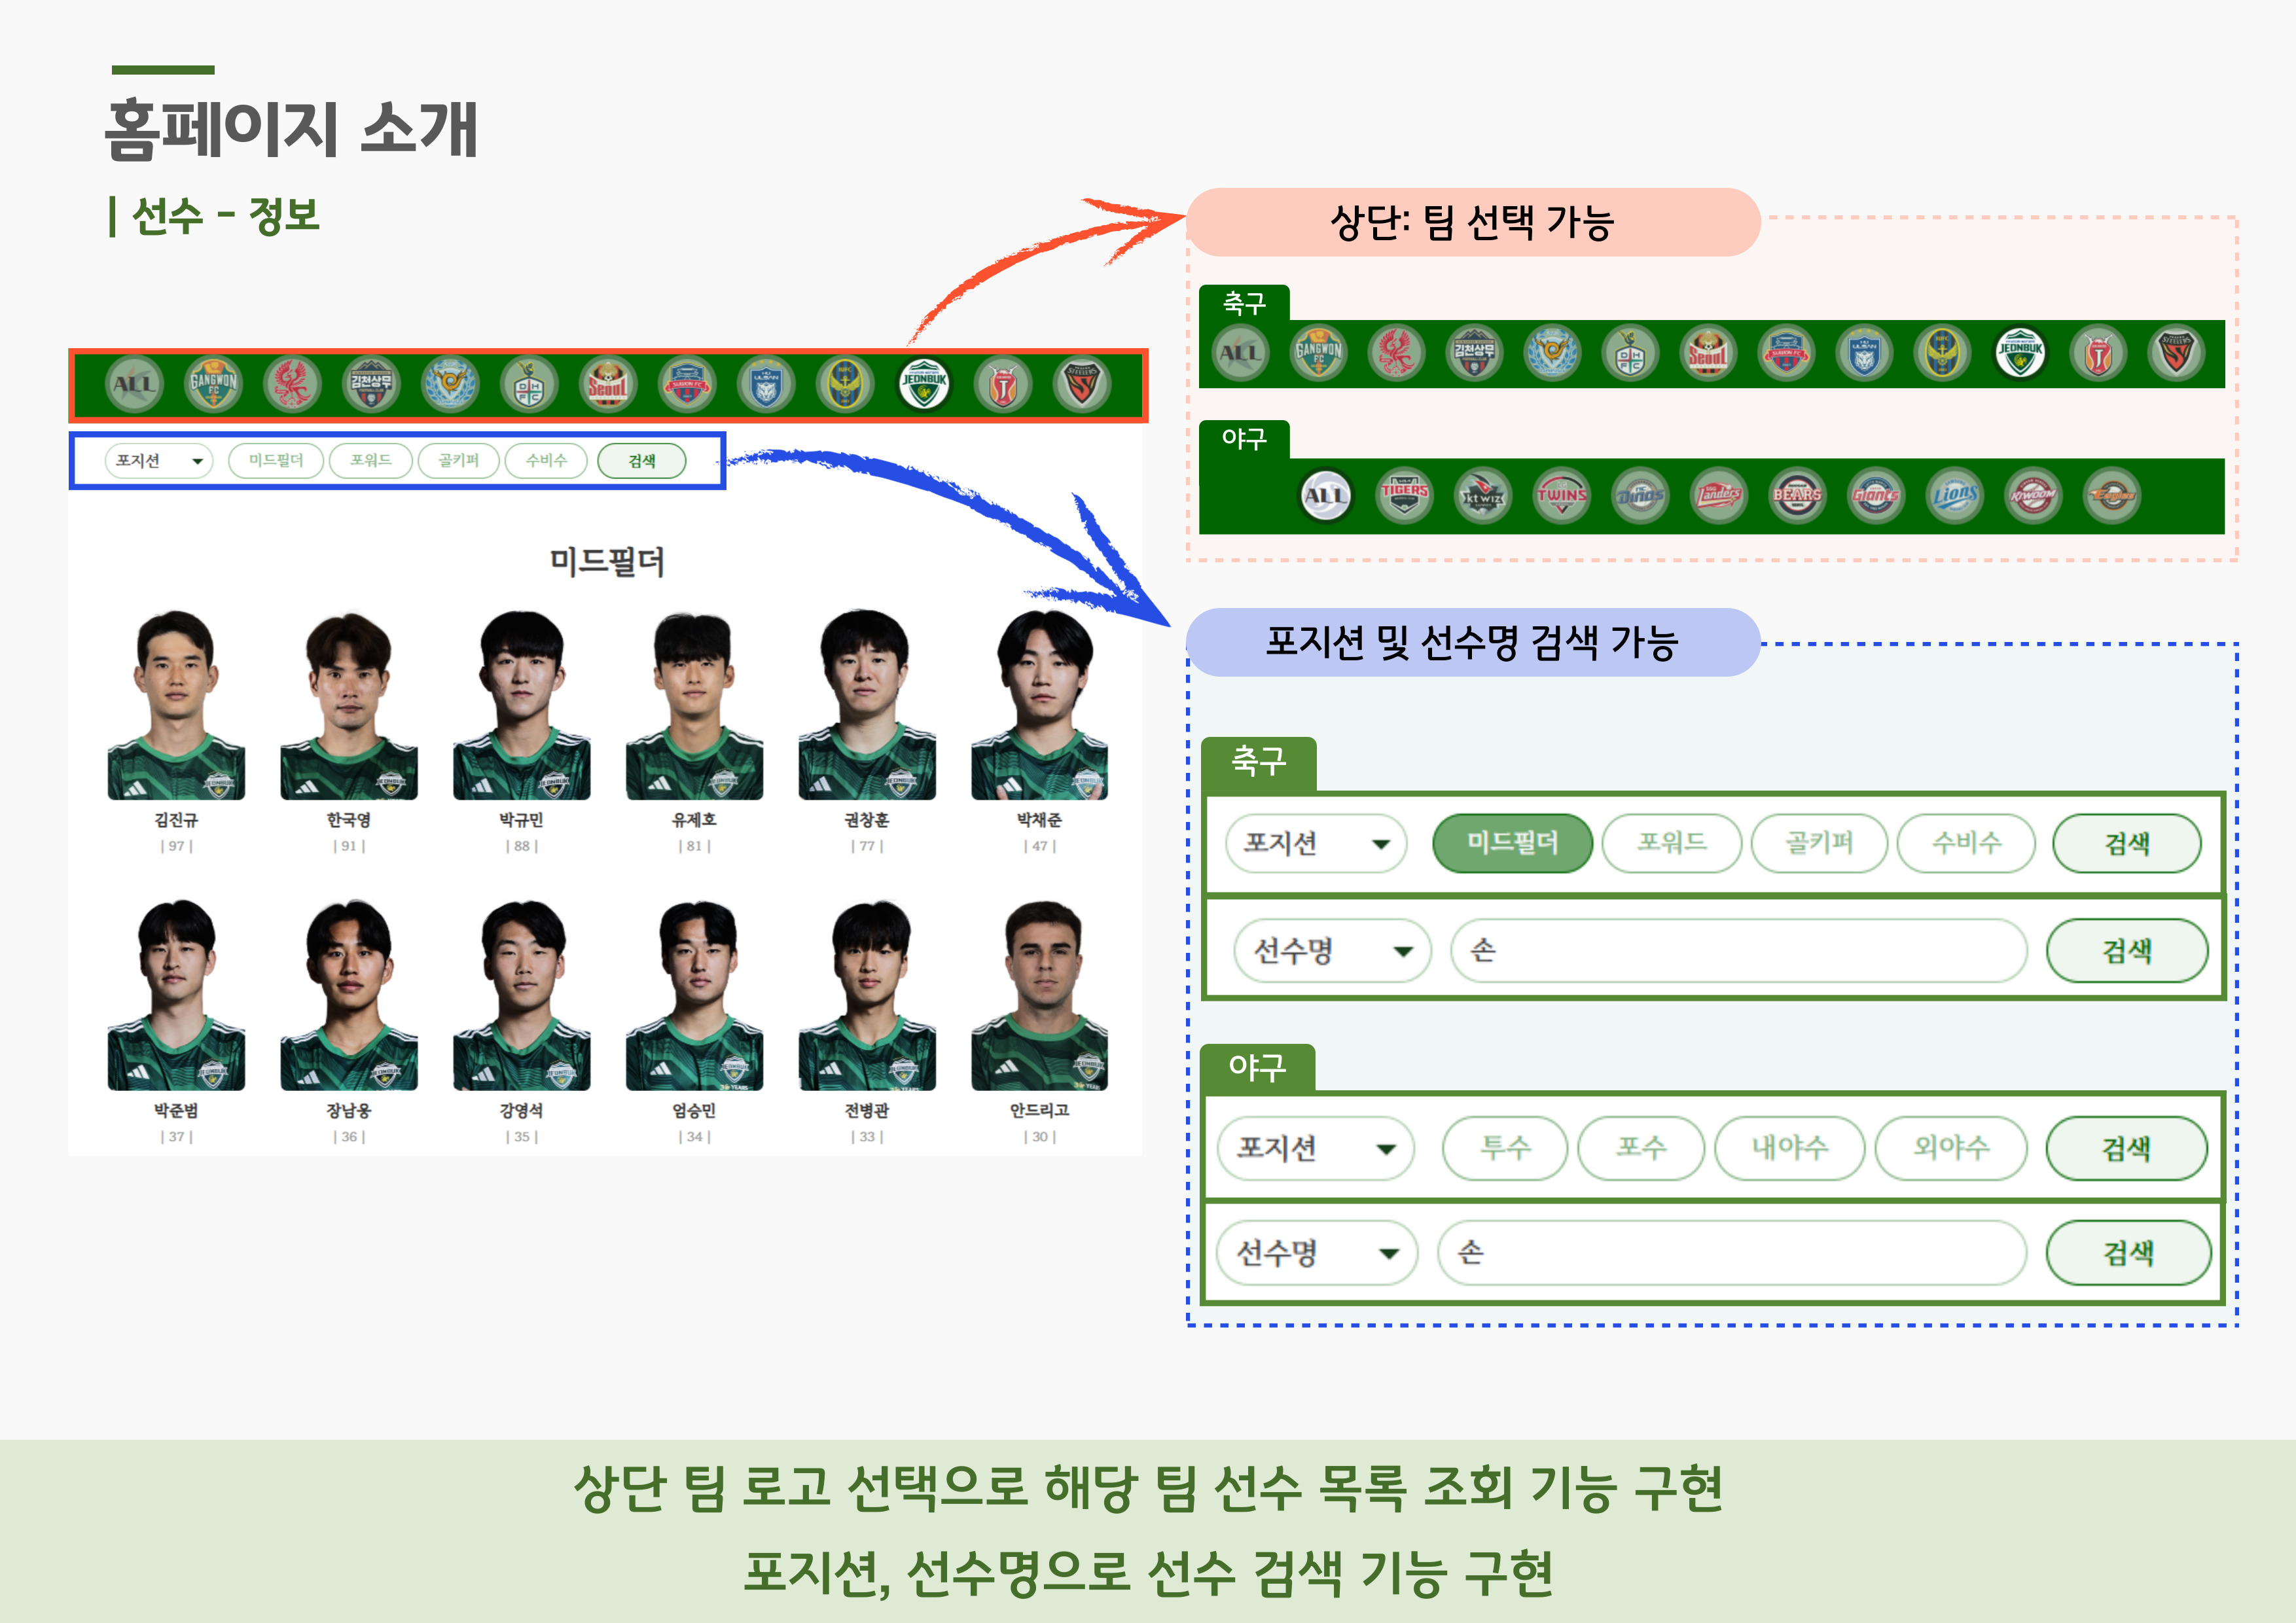 홈페이지 소개
| 선수 - 정보
상단: 팀 선택 가능
축구
ALL GANGWON FC 김천상무 DHFC Seoul SUWON FC ULSAN JEONBUK J STEELERS
야구
ALL TIGERS kt wiz TWINS Dinos Landers BEARS Giants Lions KIWOOM Eagles
ALL GANGWON FC 김천상무 DHFC Seoul SUWON FC ULSAN JEONBUK J STEELERS
포지션 미드필더 포워드 골키퍼 수비수 검색
미드필더
김진규 한국영 박규민 유제호 권창훈 박채준
| 97 | | 91 | | 88 | | 81 | | 77 | | 47 |
박준범 장남웅 강영석 엄승민 전병관 안드리고
| 37 | | 36 | | 35 | | 34 | | 33 | | 30 |
포지션 및 선수명 검색 가능
축구
포지션 미드필더 포워드 골키퍼 수비수 검색
선수명 손 검색
야구
포지션 투수 포수 내야수 외야수 검색
선수명 손 검색
상단 팀 로고 선택으로 해당 팀 선수 목록 조회 기능 구현
포지션, 선수명으로 선수 검색 기능 구현